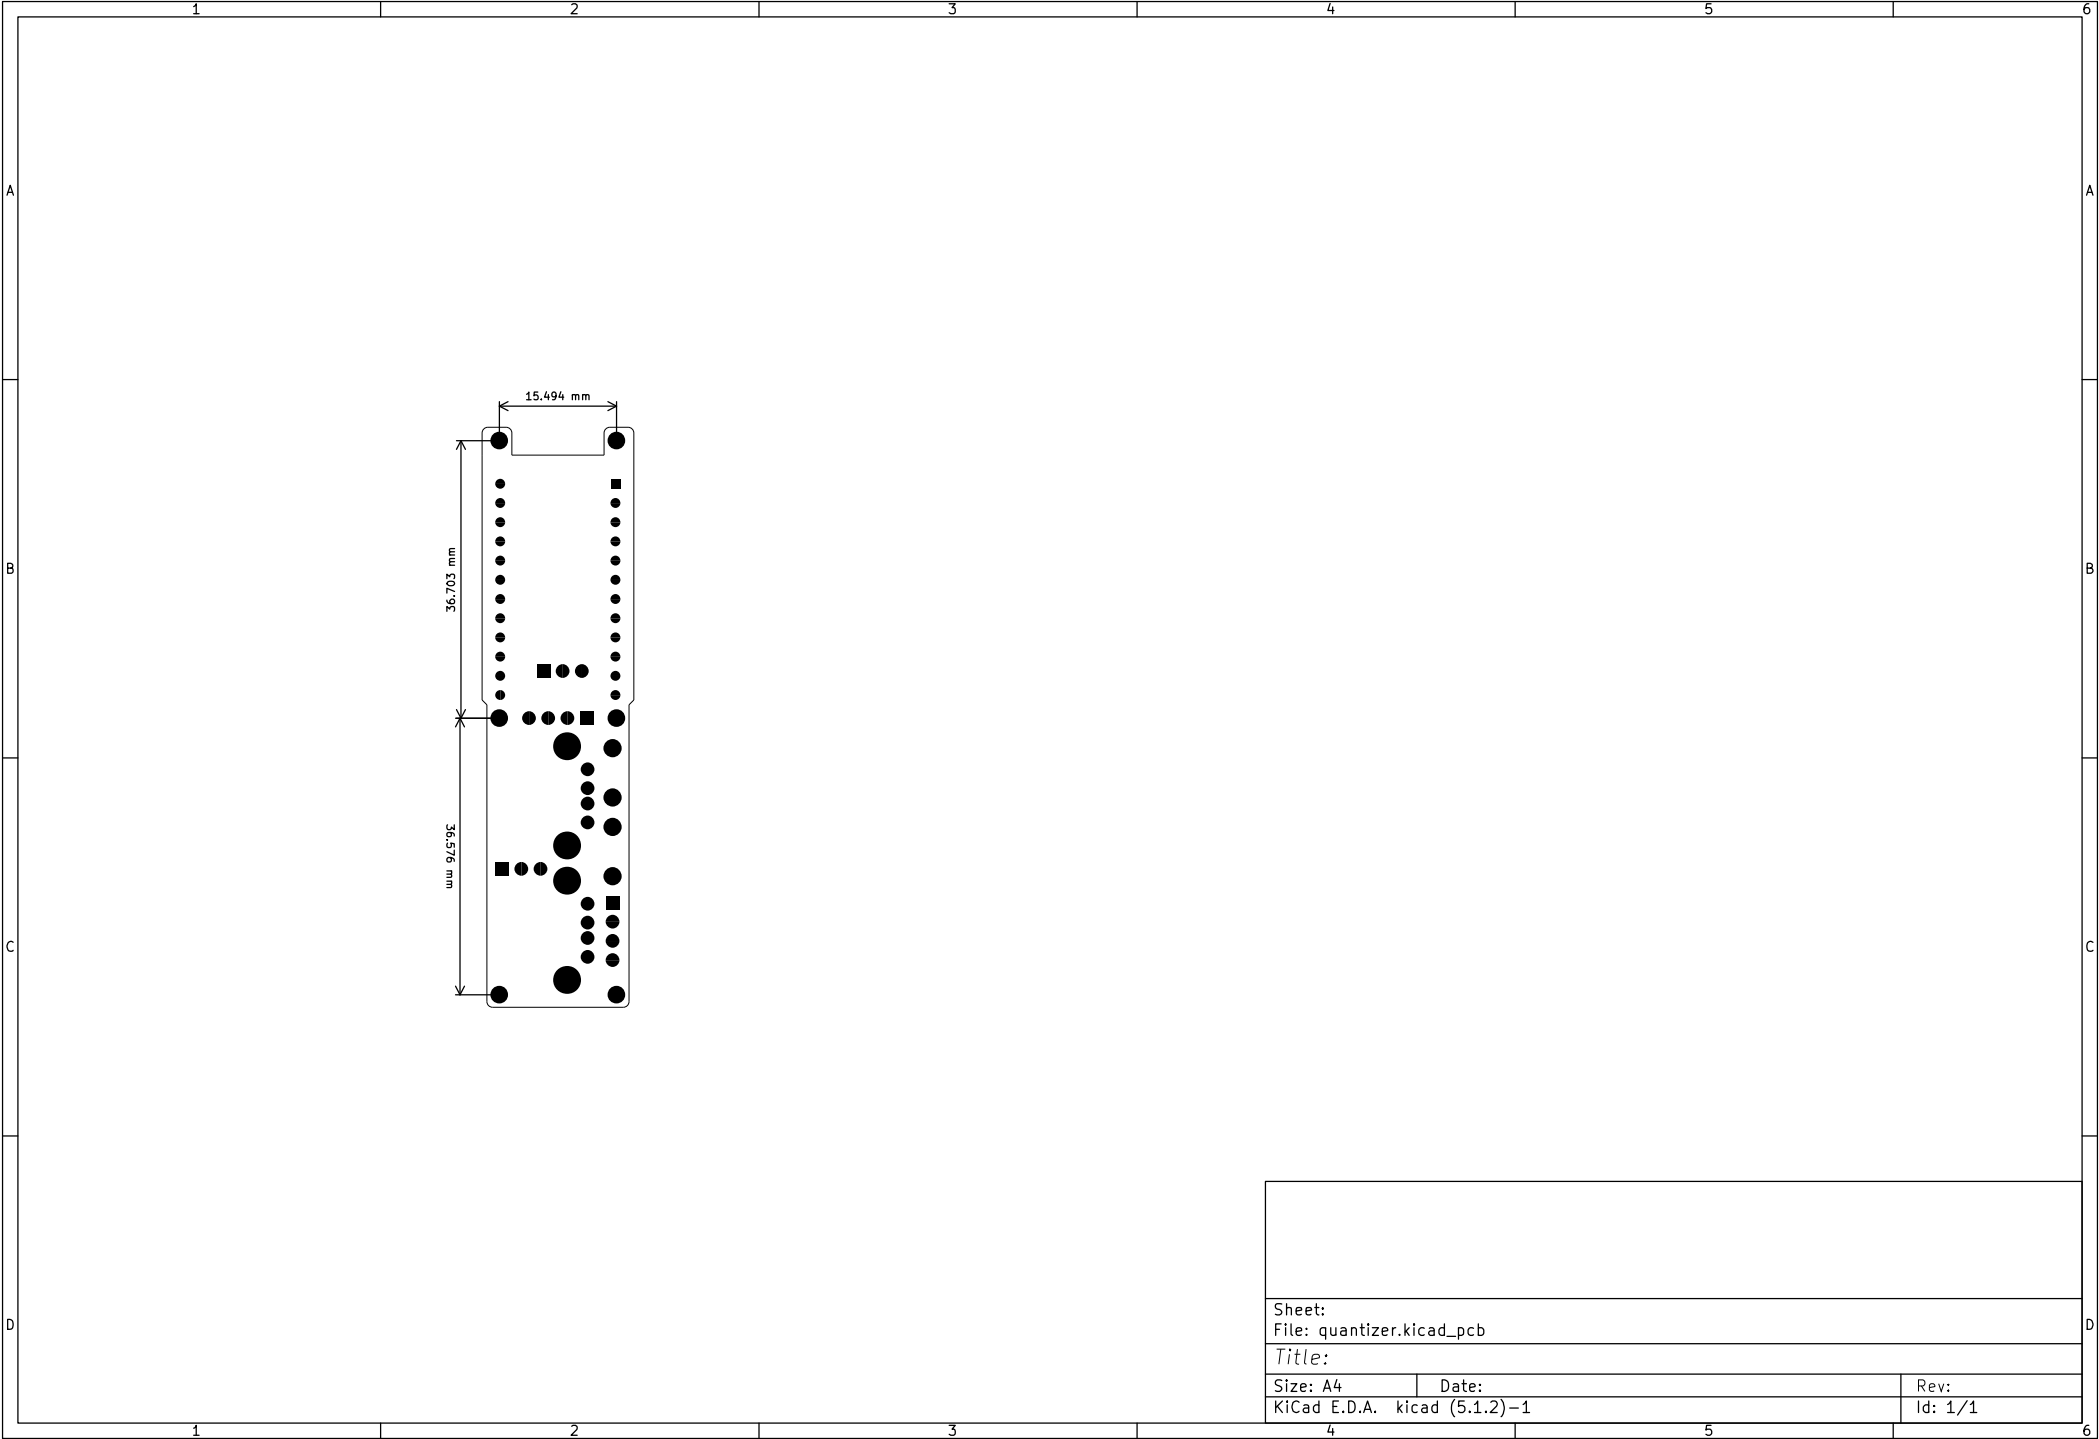 1 2 3 4 5 6
A A
15.494 mm
36.703 mm
B B
36.576 mm
C C
Sheet:
File: quantizer.kicad_pcb
D D
Title:
Size: A4 Date: Rev:
KiCad E.D.A. kicad (5.1.2)-1 Id: 1/1
1 2 3 4 5 6